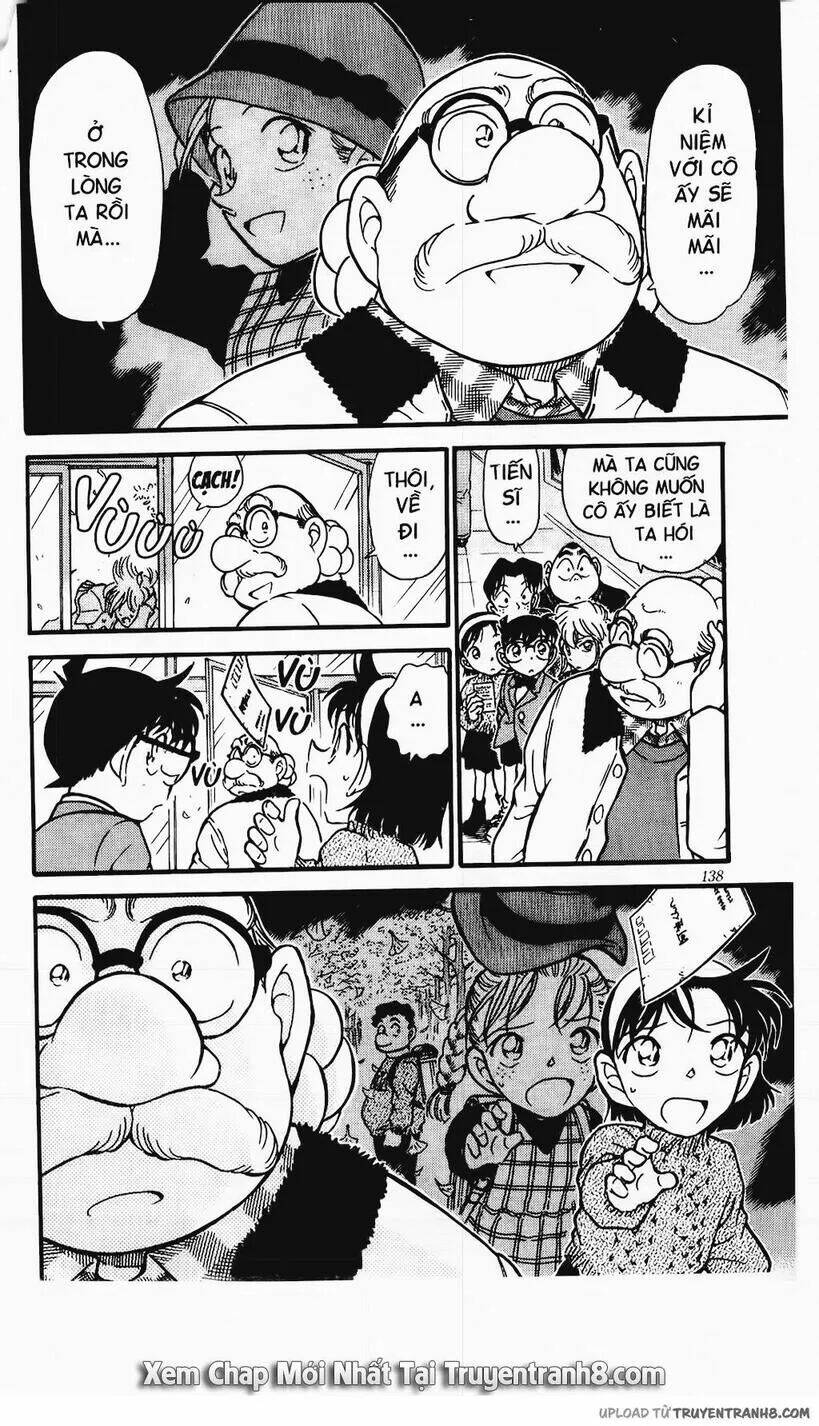 KỈ
NIỆM
VỚI CÔ
ẤY SẼ
MÃI
MÃI
...
Ở
TRONG
LÒNG
TA RỒI
MÀ...
MÀ TA CŨNG
KHÔNG MUỐN
CÔ ẤY BIẾT LÀ
TA HÓI
...
TIẾN
SĨ
...
THÔI,
VỀ
ĐI
...
CẠCH!
VÙÙÙ
A
...
VÙ
VÙ
VÙ
138
Xem Chap Mới Nhất Tại Truyentranh8.com
UPLOAD TỪ TRUYENTRANH8.COM